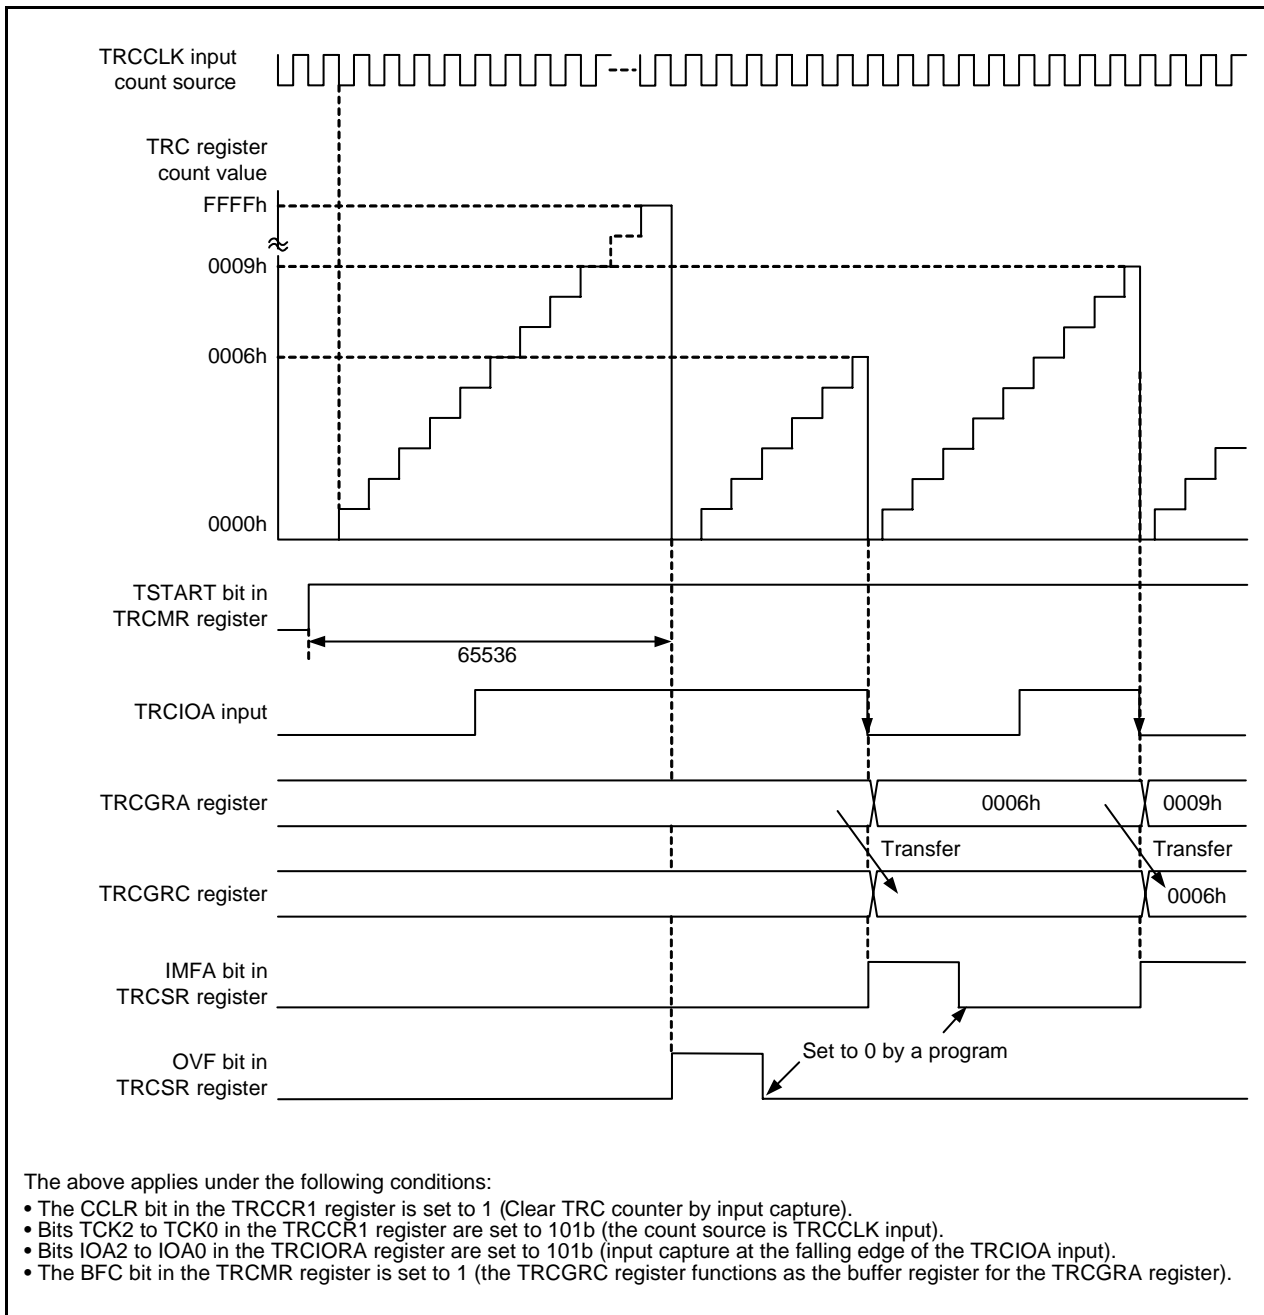 TRCCLK input
count source
TRC register
count value
FFFFh
0009h
0006h
0000h
TSTART bit in
TRCMR register
65536
TRCIOA input
TRCGRA register
0006h
0009h
Transfer
Transfer
TRCGRC register
0006h
IMFA bit in
TRCSR register
Set to 0 by a program
OVF bit in
TRCSR register
The above applies under the following conditions:
• The CCLR bit in the TRCCR1 register is set to 1 (Clear TRC counter by input capture).
• Bits TCK2 to TCK0 in the TRCCR1 register are set to 101b (the count source is TRCCLK input).
• Bits IOA2 to IOA0 in the TRCIORA register are set to 101b (input capture at the falling edge of the TRCIOA input).
• The BFC bit in the TRCMR register is set to 1 (the TRCGRC register functions as the buffer register for the TRCGRA register).